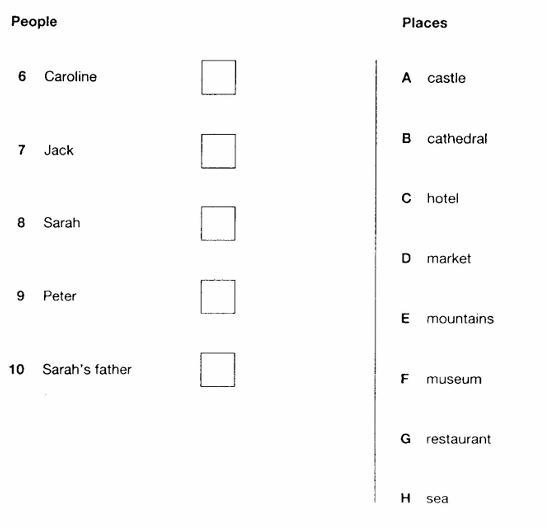 People
6 Caroline
7 Jack
8 Sarah
9 Peter
10 Sarah's father
Places
A castle
B cathedral
C hotel
D market
E mountains
F museum
G restaurant
H sea